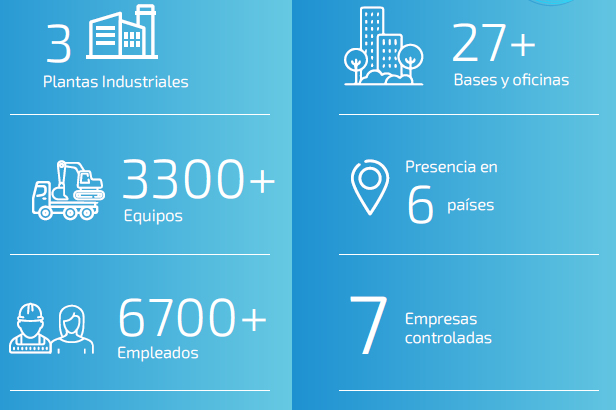 3
Plantas Industriales
3300+
Equipos
6700+
Empleados
27+
Bases y oficinas
Presencia en
6 países
7 Empresas
controladas